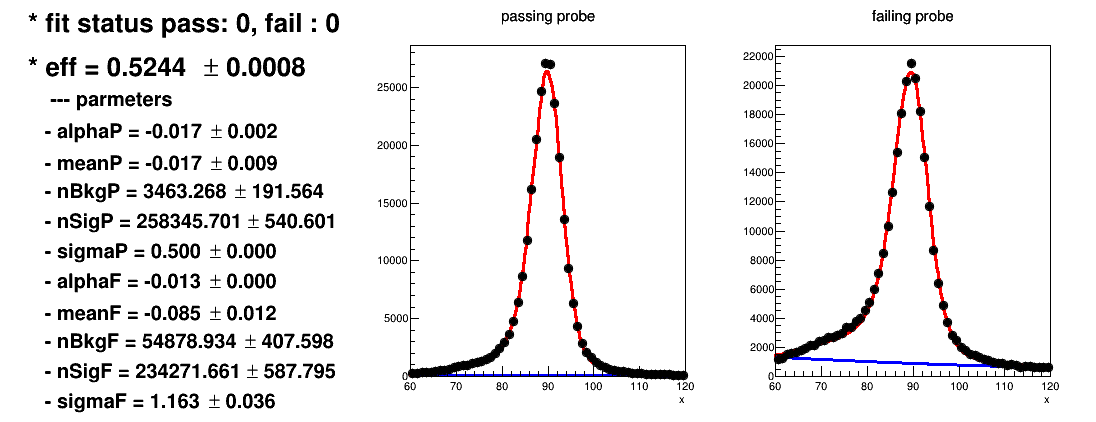 * fit status pass: 0, fail : 0
* eff = 0.5244 ± 0.0008
--- parmeters
- alphaP = -0.017 ± 0.002
- meanP = -0.017 ± 0.009
- nBkgP = 3463.268 ± 191.564
- nSigP = 258345.701 ± 540.601
- sigmaP = 0.500 ± 0.000
- alphaF = -0.013 ± 0.000
- meanF = -0.085 ± 0.012
- nBkgF = 54878.934 ± 407.598
- nSigF = 234271.661 ± 587.795
- sigmaF = 1.163 ± 0.036
passing probe
25000
20000
15000
10000
5000
0
60 70 80 90 100 110 120
x
failing probe
22000
20000
18000
16000
14000
12000
10000
8000
6000
4000
2000
0
60 70 80 90 100 110 120
x